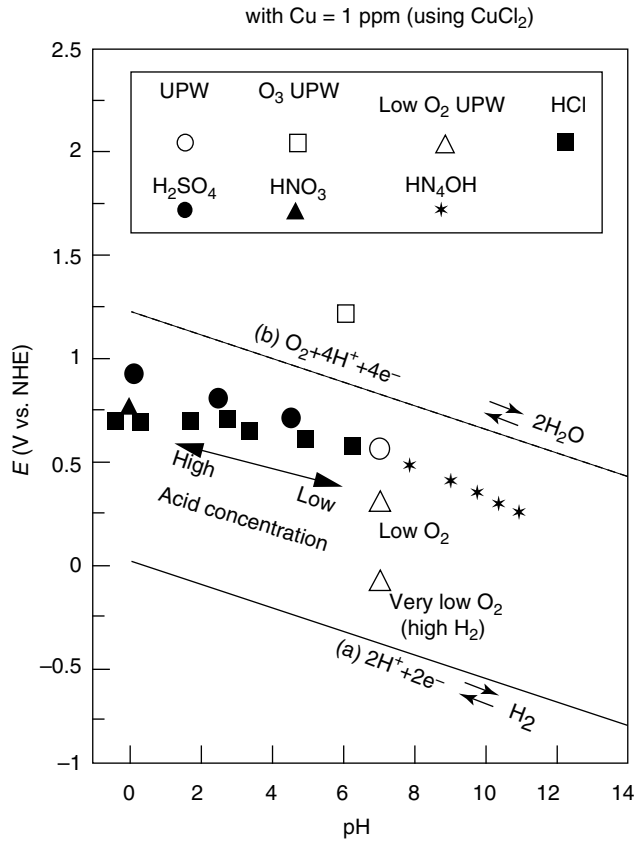 with Cu = 1 ppm (using CuCl₂)
UPW O₃ UPW Low O₂ UPW HCl
H₂SO₄ HNO₃ HN₄OH
2.5
2
1.5
1
0.5
0
−0.5
−1
E (V vs. NHE)
(b) O₂+4H⁺+4e⁻ ⇌ 2H₂O
High
Low
Acid concentration
Low O₂
Very low O₂
(high H₂)
(a) 2H⁺+2e⁻ ⇌ H₂
0 2 4 6 8 10 12 14
pH